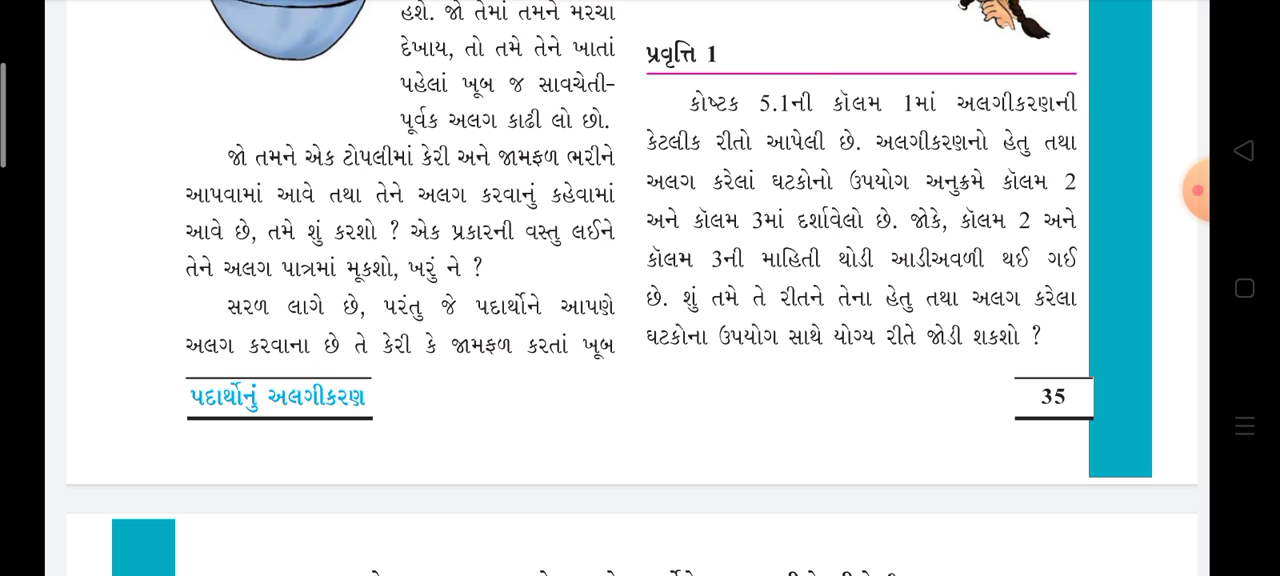 હશે. જો તેમાં તમને મરચા
દેખાય, તો તમે તેને ખાતાં
પહેલાં ખૂબ જ સાવચેતી-
પૂર્વક અલગ કાઢી લો છો.
જો તમને એક ટોપલીમાં કેરી અને જામફળ ભરીને
આપવામાં આવે તથા તેને અલગ કરવાનું કહેવામાં
આવે છે, તમે શું કરશો ? એક પ્રકારની વસ્તુ લઈને
તેને અલગ પાત્રમાં મૂકશો, ખરું ને ?
સરળ લાગે છે, પરંતુ જે પદાર્થોને આપણે
અલગ કરવાના છે તે કેરી કે જામફળ કરતાં ખૂબ
પ્રવૃત્તિ 1
કોષ્ટક 5.1ની કૉલમ 1માં અલગીકરણની
કેટલીક રીતો આપેલી છે. અલગીકરણનો હેતુ તથા
અલગ કરેલાં ઘટકોનો ઉપયોગ અનુક્રમે કૉલમ 2
અને કૉલમ 3માં દર્શાવેલો છે. જોકે, કૉલમ 2 અને
કૉલમ 3ની માહિતી થોડી આડીઅવળી થઈ ગઈ
છે. શું તમે તે રીતને તેના હેતુ તથા અલગ કરેલા
ઘટકોના ઉપયોગ સાથે યોગ્ય રીતે જોડી શકશો ?
પદાર્થોનું અલગીકરણ
35